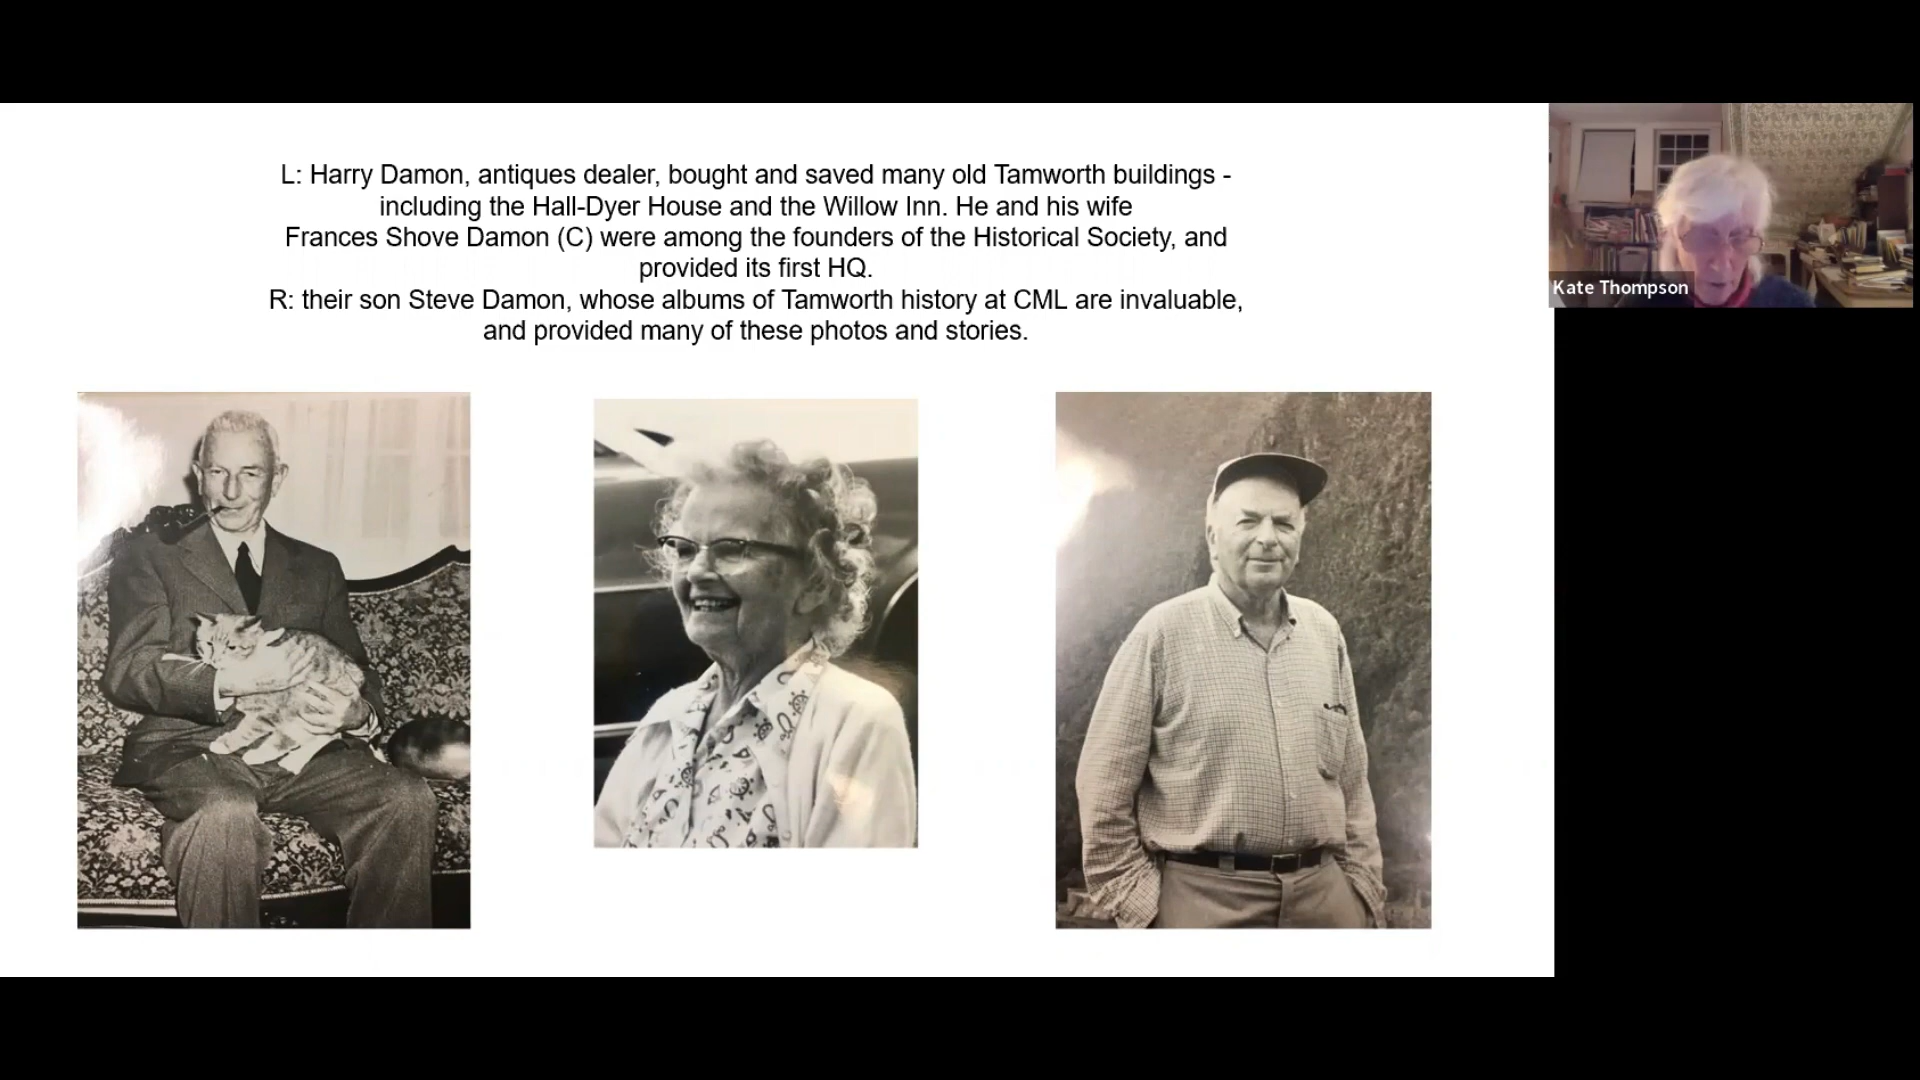 L: Harry Damon, antiques dealer, bought and saved many old Tamworth buildings -
including the Hall-Dyer House and the Willow Inn. He and his wife
Frances Shove Damon (C) were among the founders of the Historical Society, and
provided its first HQ.
R: their son Steve Damon, whose albums of Tamworth history at CML are invaluable,
and provided many of these photos and stories.
Kate Thompson